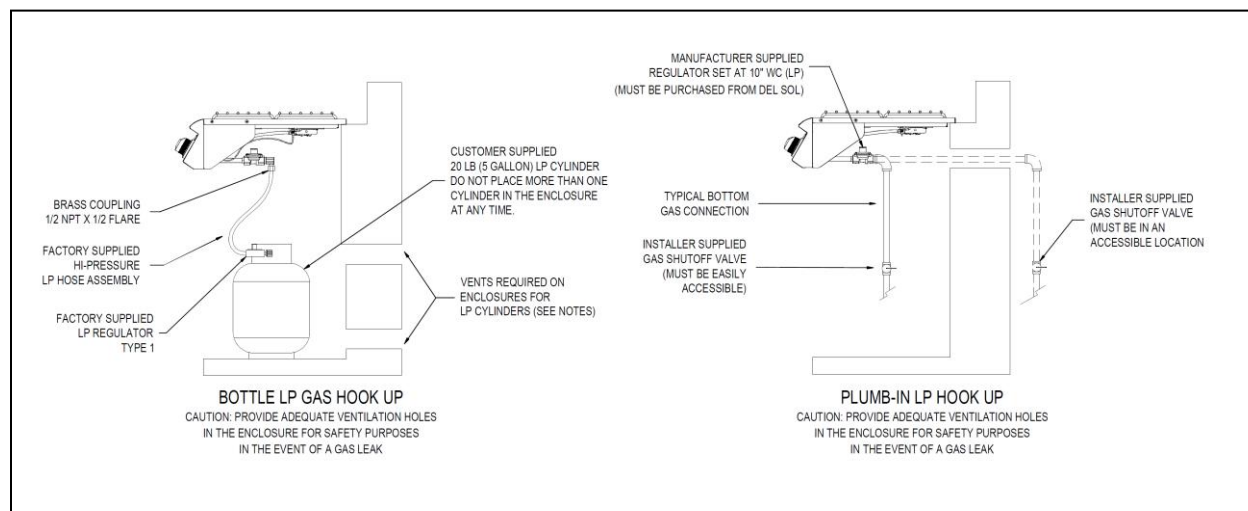 BRASS COUPLING
1/2 NPT X 1/2 FLARE
FACTORY SUPPLIED
HI-PRESSURE
LP HOSE ASSEMBLY
FACTORY SUPPLIED
LP REGULATOR
TYPE 1
CUSTOMER SUPPLIED
20 LB (5 GALLON) LP CYLINDER
DO NOT PLACE MORE THAN ONE
CYLINDER IN THE ENCLOSURE
AT ANY TIME.
VENTS REQUIRED ON
ENCLOSURES FOR
LP CYLINDERS (SEE NOTES)
BOTTLE LP GAS HOOK UP
CAUTION: PROVIDE ADEQUATE VENTILATION HOLES
IN THE ENCLOSURE FOR SAFETY PURPOSES
IN THE EVENT OF A GAS LEAK
MANUFACTURER SUPPLIED
REGULATOR SET AT 10" WC (LP)
(MUST BE PURCHASED FROM DEL SOL)
TYPICAL BOTTOM
GAS CONNECTION
INSTALLER SUPPLIED
GAS SHUTOFF VALVE
(MUST BE EASILY
ACCESSIBLE)
INSTALLER SUPPLIED
GAS SHUTOFF VALVE
(MUST BE IN AN
ACCESSIBLE LOCATION
PLUMB-IN LP HOOK UP
CAUTION: PROVIDE ADEQUATE VENTILATION HOLES
IN THE ENCLOSURE FOR SAFETY PURPOSES
IN THE EVENT OF A GAS LEAK